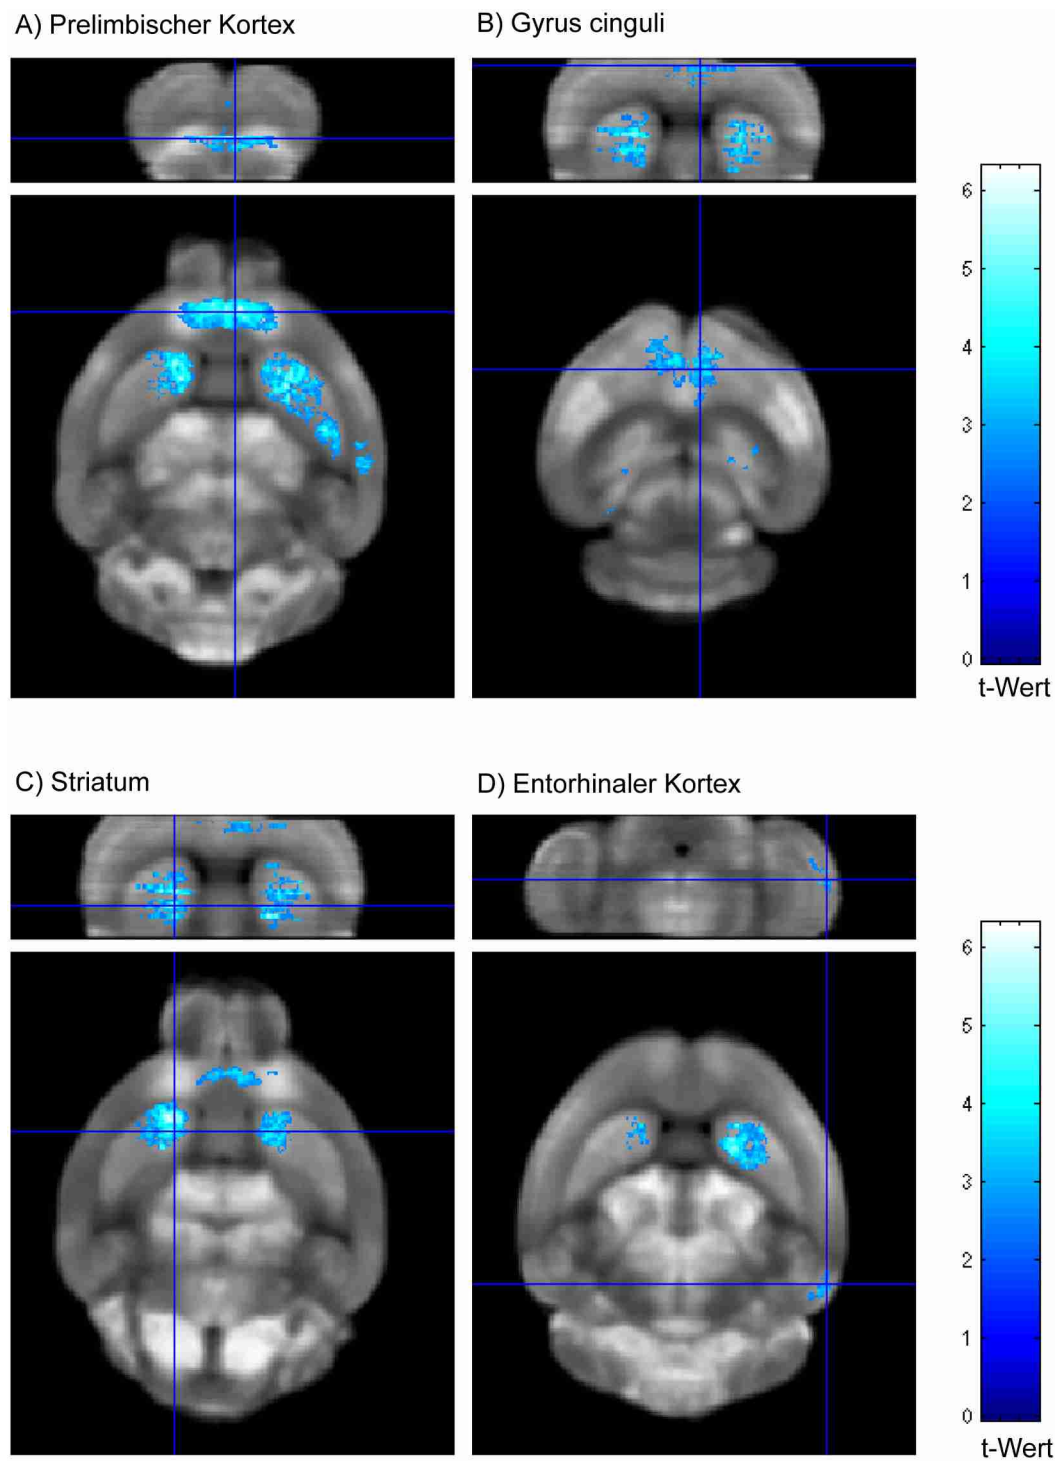 A) Prelimbischer Kortex
B) Gyrus cinguli
6
5
4
3
2
1
0
t-Wert
C) Striatum
D) Entorhinaler Kortex
6
5
4
3
2
1
0
t-Wert